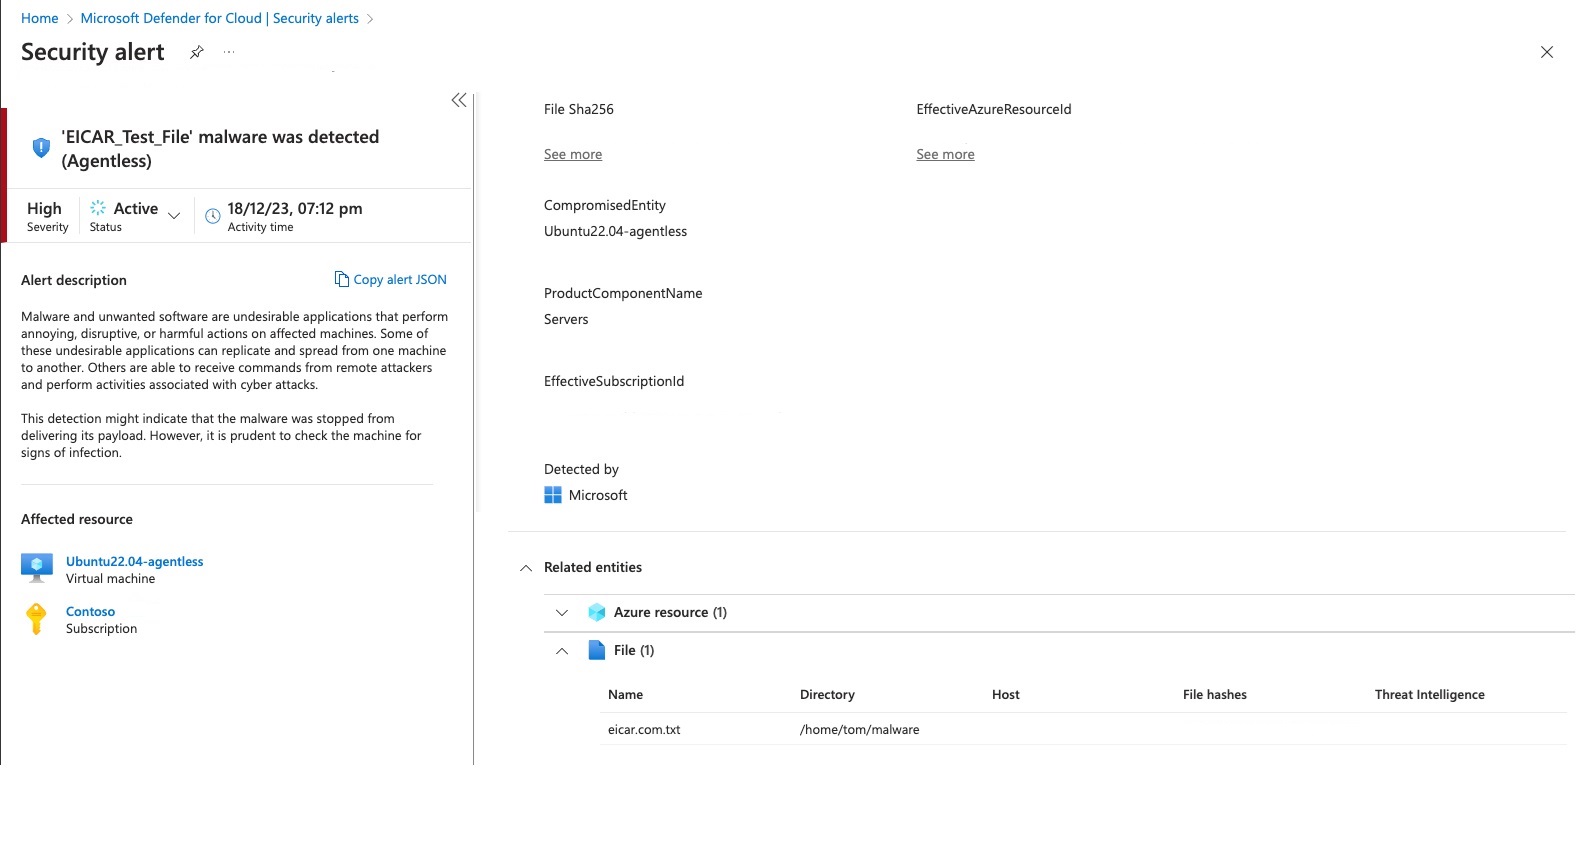 Home > Microsoft Defender for Cloud | Security alerts >
Security alert
...
'EICAR_Test_File' malware was detected
(Agentless)
High
Severity
Active
Status
18/12/23, 07:12 pm
Activity time
Alert description
Copy alert JSON
Malware and unwanted software are undesirable applications that perform
annoying, disruptive, or harmful actions on affected machines. Some of
these undesirable applications can replicate and spread from one machine
to another. Others are able to receive commands from remote attackers
and perform activities associated with cyber attacks.
This detection might indicate that the malware was stopped from
delivering its payload. However, it is prudent to check the machine for
signs of infection.
Affected resource
Ubuntu22.04-agentless
Virtual machine
Contoso
Subscription
File Sha256
See more
EffectiveAzureResourceId
See more
CompromisedEntity
Ubuntu22.04-agentless
ProductComponentName
Servers
EffectiveSubscriptionId
Detected by
Microsoft
Related entities
Azure resource (1)
File (1)
Name Directory Host File hashes Threat Intelligence
eicar.com.txt /home/tom/malware